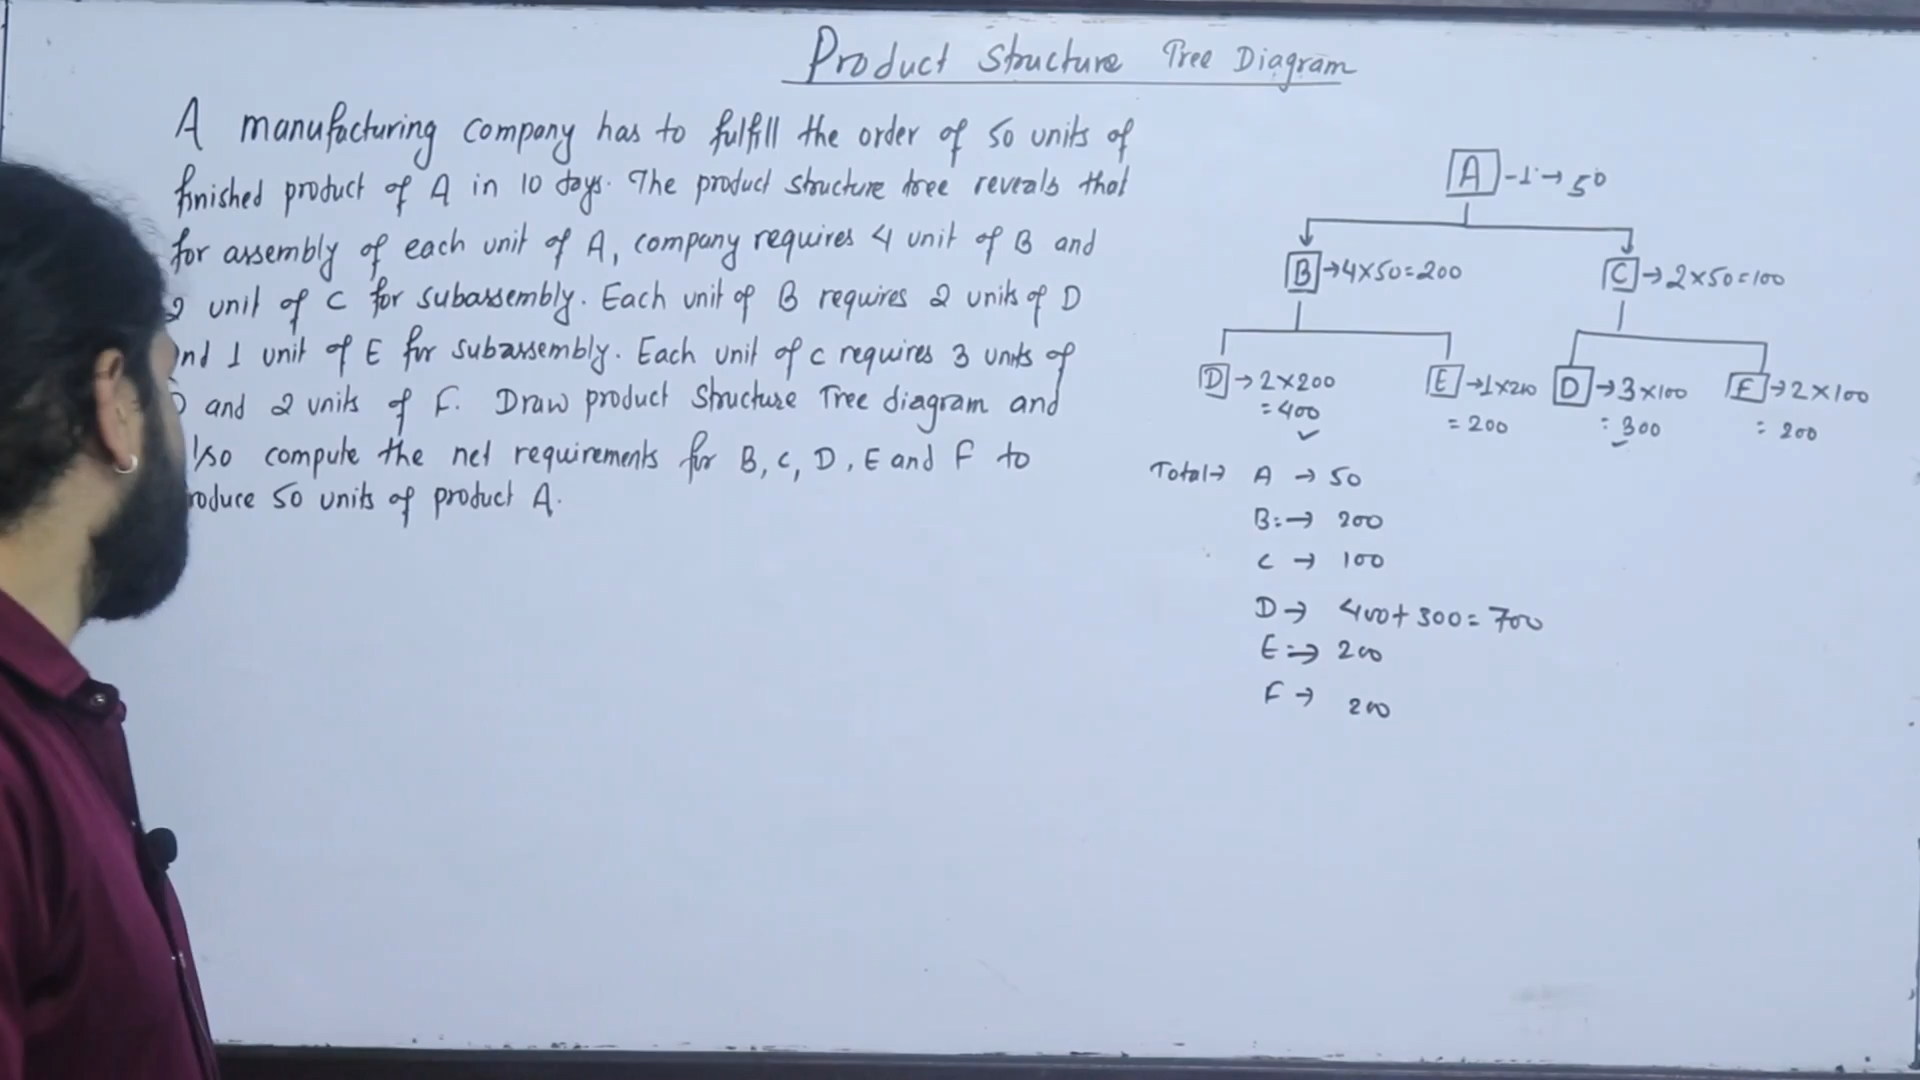 Product Structure Tree Diagram
A manufacturing company has to fulfill the order of 50 units of
finished product of A in 10 days. The product structure tree reveals that
for assembly of each unit of A, company requires 4 unit of B and
2 unit of C for subassembly. Each unit of B requires 2 units of D
nd 1 unit of E for subassembly. Each unit of C requires 3 units of
D and 2 units of F. Draw product Structure Tree diagram and
lso compute the net requirements for B, C, D, E and F to
roduce 50 units of product A.
A - 1 → 50
B → 4×50=200
C → 2×50=100
D → 2×200
= 400
E → 1×200
= 200
D → 3×100
= 300
F → 2×100
= 200
Total → A → 50
B → 200
C → 100
D → 400+300=700
E → 200
F → 200